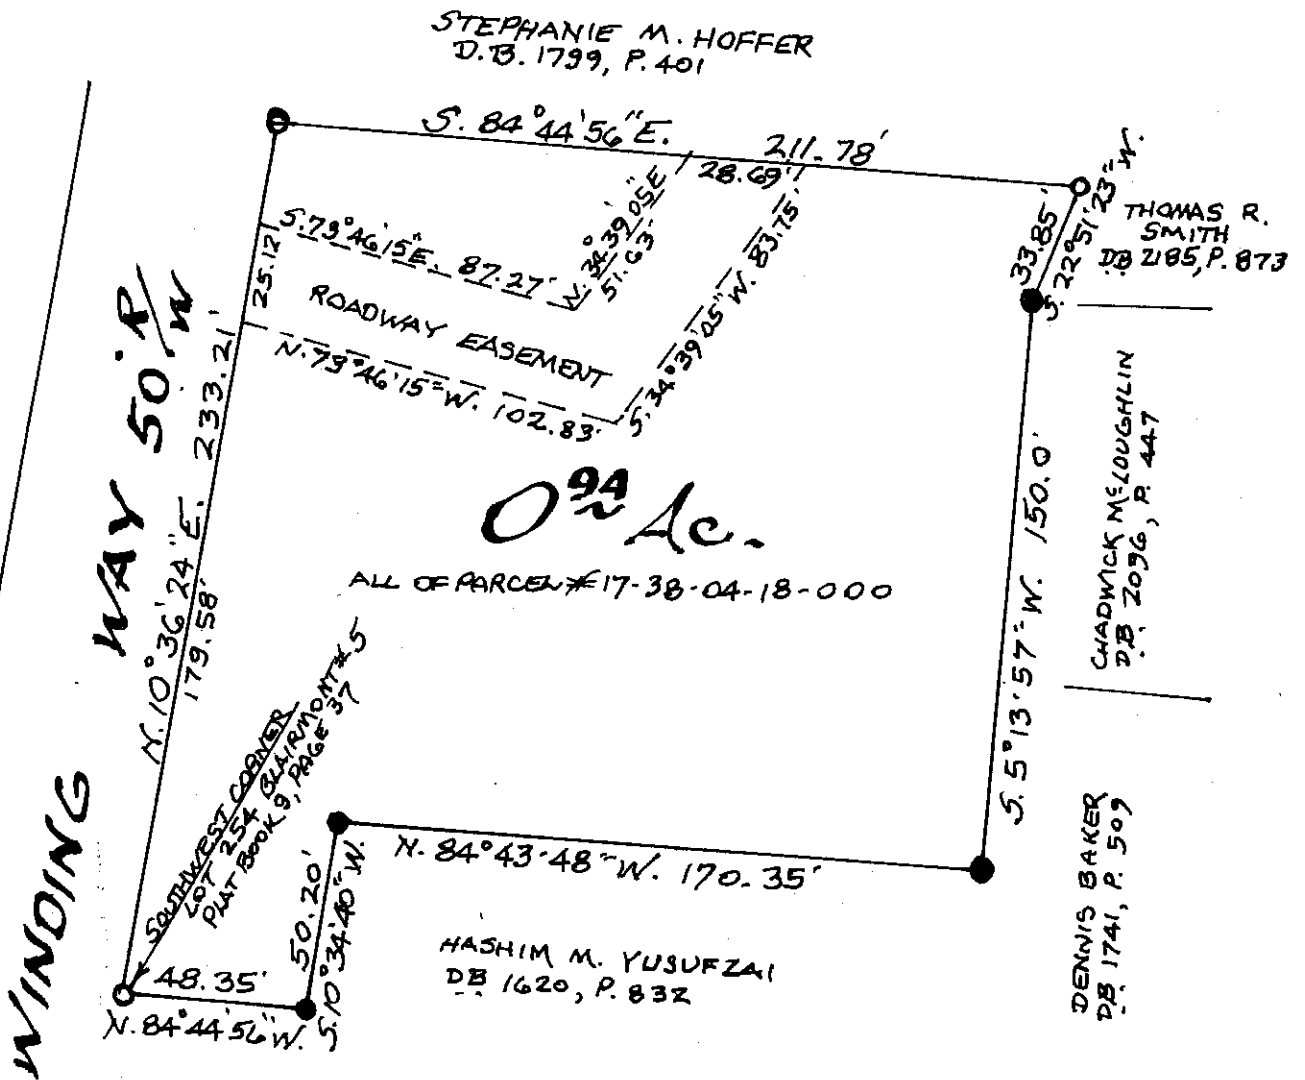 STEPHANIE M. HOFFER
D.B. 1799, P. 401
S. 84°44'56"E.
211.78'
28.69'
S. 22°51'23"W.
33.85'
THOMAS R.
SMITH
DB 2185, P. 873
S. 79°46'15"E. 87.27'
N. 34°39'05"E
51.63'
S. 34°39'05"W. 83.75'
25.12'
ROADWAY EASEMENT
N. 79°46'15"W. 102.83'
WINDING WAY 50' R/W
N. 10°36'24"E. 233.21'
179.58'
0 94 Ac.
ALL OF PARCEL # 17-38-04-18-000
S. 5°13'57"W. 150.0'
CHADWICK McLOUGHLIN
D.B. 2096, P. 447
SOUTHWEST CORNER
LOT 254 BLAIRMONT #5
PLAT BOOK 9, PAGE 37
N. 84°43'48"W. 170.35'
50.20'
S. 10°34'40"W.
48.35'
N. 84°44'56"W.
HASHIM M. YUSUFZAI
DB 1620, P. 832
DENNIS BAKER
D.B. 1741, P. 509